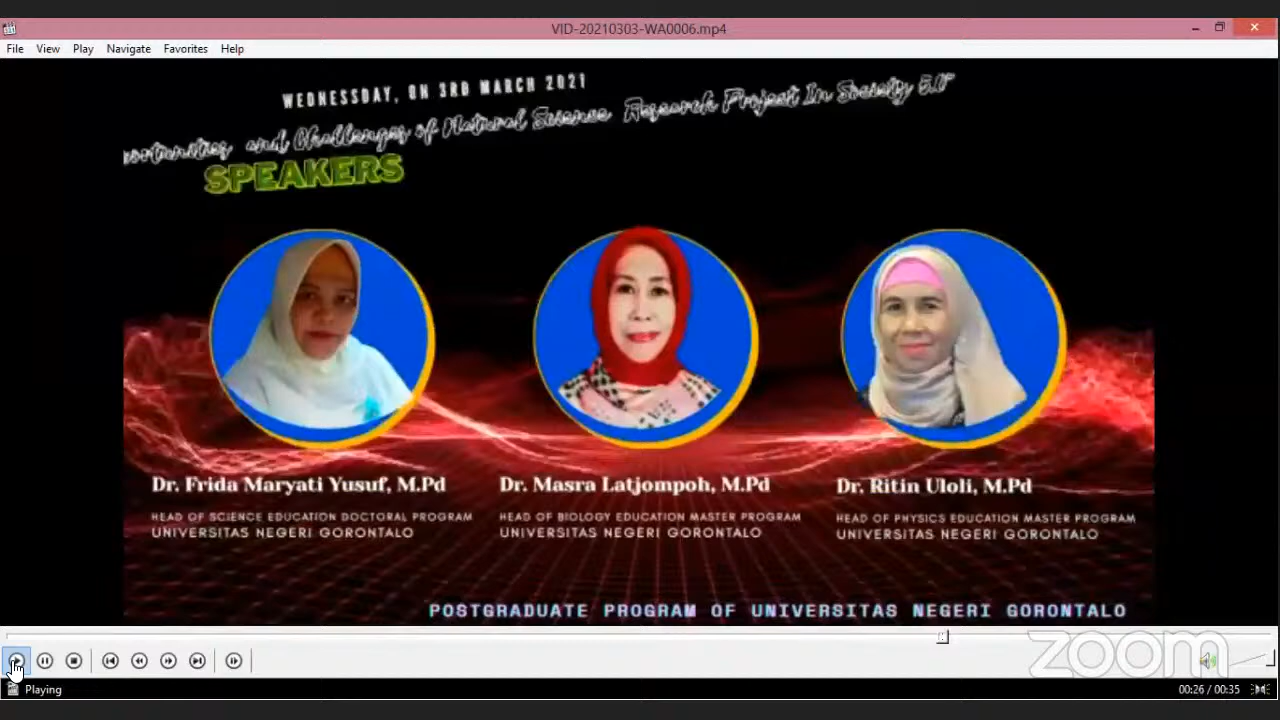 VID-20210303-WA0006.mp4
File View Play Navigate Favorites Help
WEDNESSDAY, ON 3RD MARCH 2021
ortunities and Challenges of Natural Science Research Project In Society 5.0"
SPEAKERS
Dr. Frida Maryati Yusuf, M.Pd
HEAD OF SCIENCE EDUCATION DOCTORAL PROGRAM
UNIVERSITAS NEGERI GORONTALO
Dr. Masra Latjompoh, M.Pd
HEAD OF BIOLOGY EDUCATION MASTER PROGRAM
UNIVERSITAS NEGERI GORONTALO
Dr. Ritin Uloli, M.Pd
HEAD OF PHYSICS EDUCATION MASTER PROGRAM
UNIVERSITAS NEGERI GORONTALO
POSTGRADUATE PROGRAM OF UNIVERSITAS NEGERI GORONTALO
zoom
Playing
00:26 / 00:35